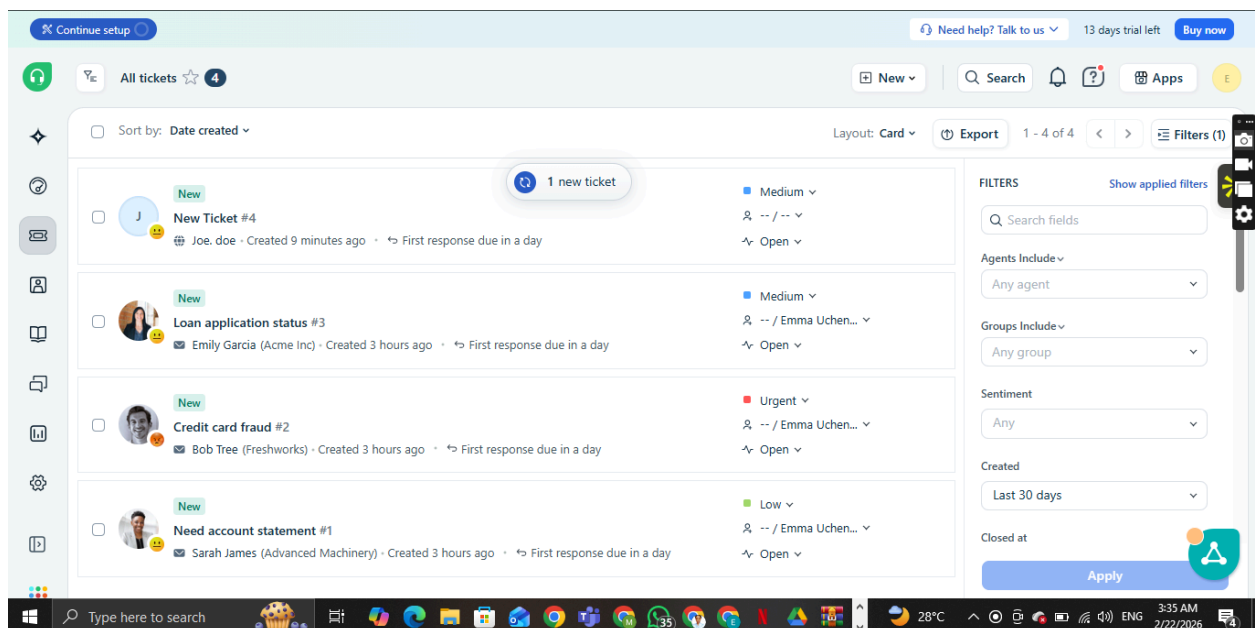 Continue setup
Need help? Talk to us
13 days trial left
Buy now
All tickets 4
New
Search
Apps
E
Sort by: Date created
Layout: Card
Export
1 - 4 of 4
Filters (1)
1 new ticket
New
J
New Ticket #4
Joe. doe · Created 9 minutes ago · First response due in a day
Medium
-- / --
Open
New
Loan application status #3
Emily Garcia (Acme Inc) · Created 3 hours ago · First response due in a day
Medium
-- / Emma Uchen...
Open
New
Credit card fraud #2
Bob Tree (Freshworks) · Created 3 hours ago · First response due in a day
Urgent
-- / Emma Uchen...
Open
New
Need account statement #1
Sarah James (Advanced Machinery) · Created 3 hours ago · First response due in a day
Low
-- / Emma Uchen...
Open
FILTERS
Show applied filters
Search fields
Agents Include
Any agent
Groups Include
Any group
Sentiment
Any
Created
Last 30 days
Closed at
Apply
Type here to search
35
28°C
ENG
3:35 AM
2/22/2026
4